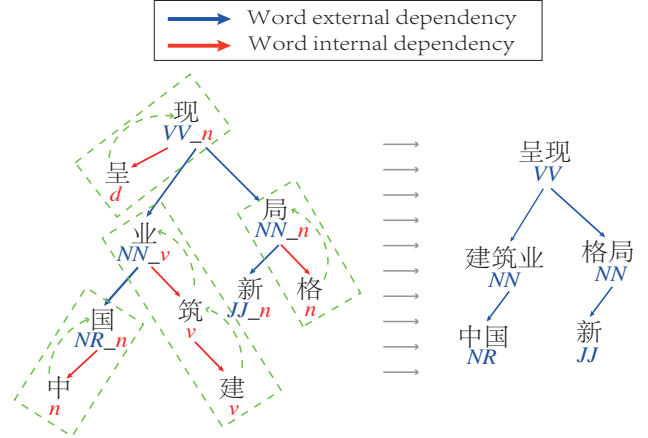 Word external dependency
Word internal dependency
现
VV_n
呈
d
业
NN_v
局
NN_n
国
NR_n
筑
v
新
JJ_n
格
n
中
n
建
v
呈现
VV
建筑业
NN
格局
NN
中国
NR
新
JJ